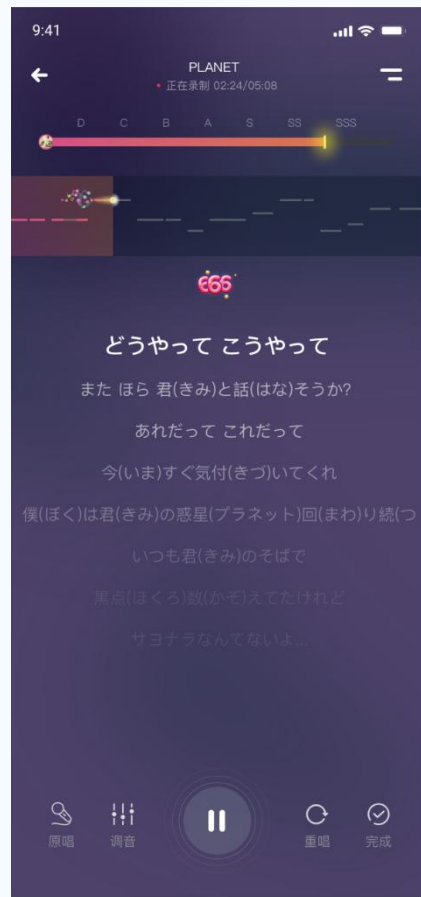 9:41
PLANET
• 正在录制 02:24/05:08
D C B A S SS SSS
666
どうやって こうやって
また ほら 君(きみ)と話(はな)そうか?
あれだって これだって
今(いま)すぐ気付(きづ)いてくれ
僕(ぼく)は君(きみ)の惑星(プラネット)回(まわ)り続(つ
いつも君(きみ)のそばで
黒点(ほくろ)数(かぞ)えてたけれど
サヨナラなんてないよ...
原唱 调音 重唱 完成